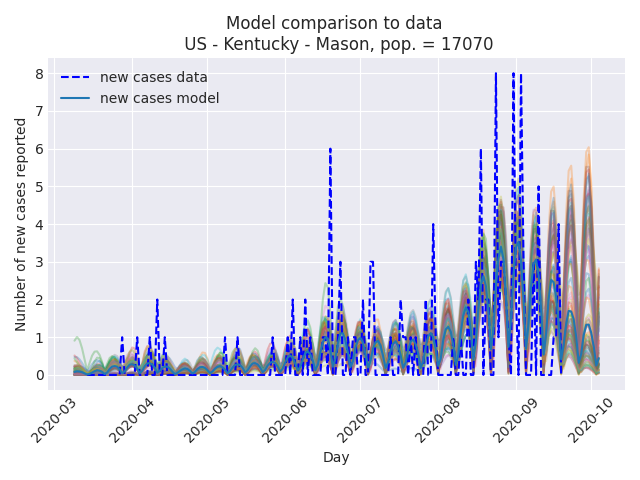 Model comparison to data
US - Kentucky - Mason, pop. = 17070
new cases data
new cases model
Number of new cases reported
8
7
6
5
4
3
2
1
0
2020-03
2020-04
2020-05
2020-06
2020-07
2020-08
2020-09
2020-10
Day